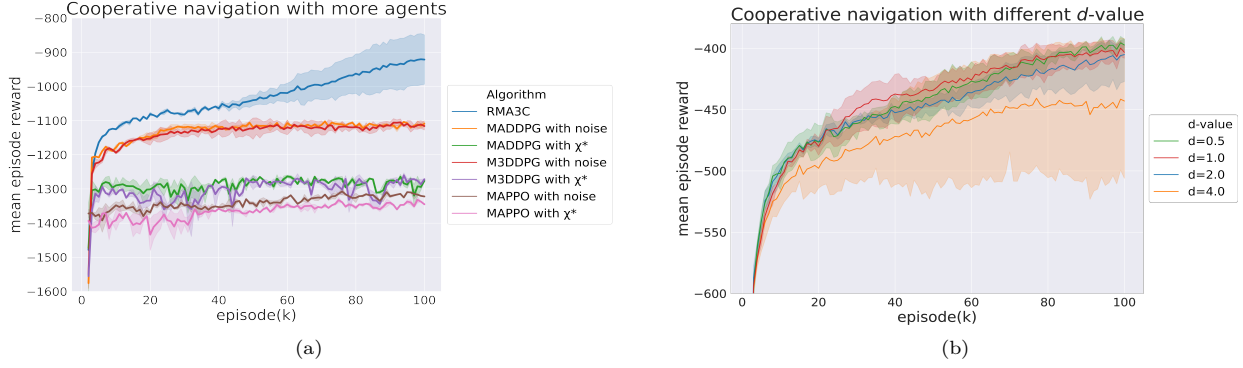 Cooperative navigation with more agents
mean episode reward
−800
−900
−1000
−1100
−1200
−1300
−1400
−1500
−1600
0 20 40 60 80 100
episode(k)
Algorithm
RMA3C
MADDPG with noise
MADDPG with χ*
M3DDPG with noise
M3DDPG with χ*
MAPPO with noise
MAPPO with χ*
(a)
Cooperative navigation with different d-value
mean episode reward
−400
−450
−500
−550
−600
0 20 40 60 80 100
episode(k)
d-value
d=0.5
d=1.0
d=2.0
d=4.0
(b)